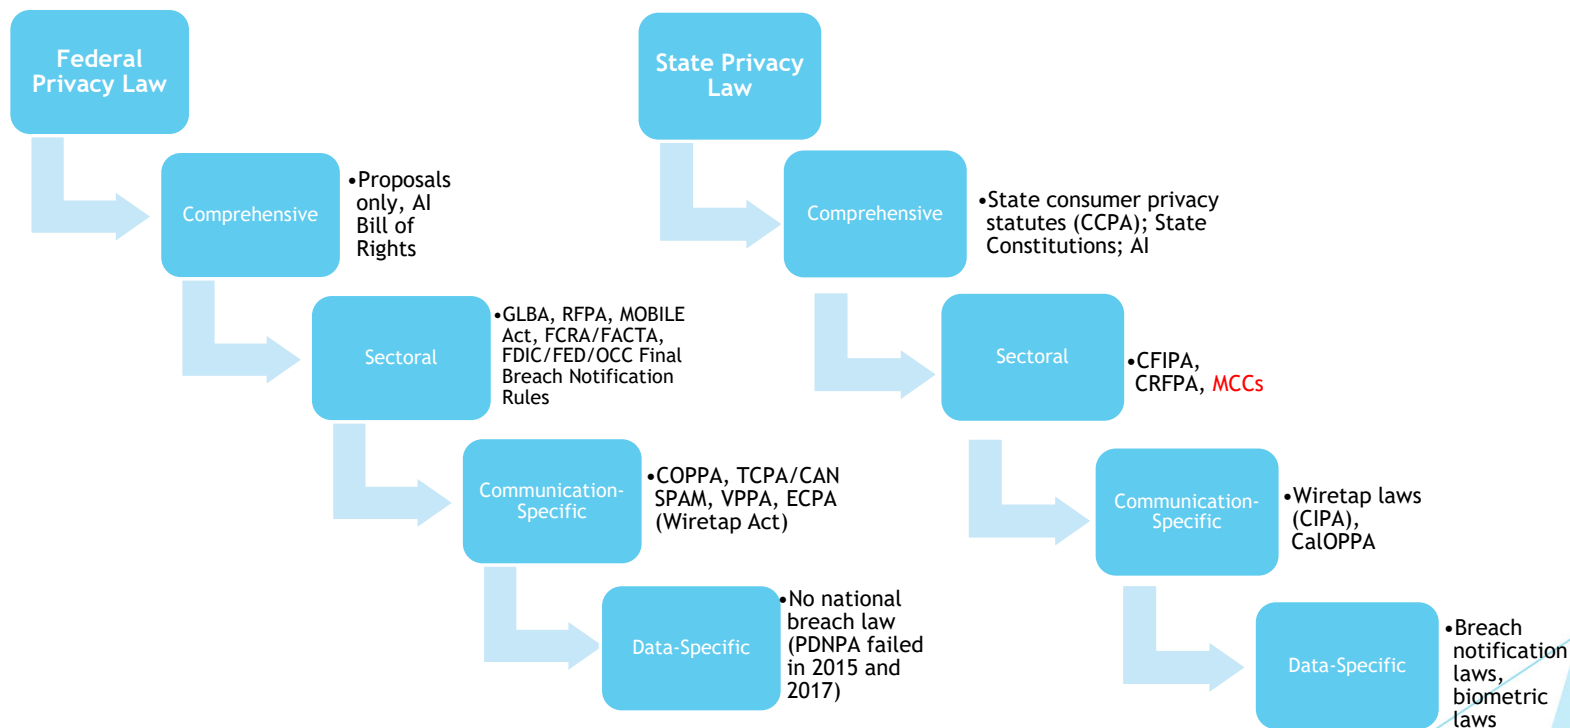 Federal
Privacy Law
Comprehensive
•Proposals
only, AI
Bill of
Rights
Sectoral
•GLBA, RFPA, MOBILE
Act, FCRA/FACTA,
FDIC/FED/OCC Final
Breach Notification
Rules
Communication-
Specific
•COPPA, TCPA/CAN
SPAM, VPPA, ECPA
(Wiretap Act)
Data-Specific
•No national
breach law
(PDNPA failed
in 2015 and
2017)
State Privacy
Law
Comprehensive
•State consumer privacy
statutes (CCPA); State
Constitutions; AI
Sectoral
•CFIPA,
CRFPA, MCCs
Communication-
Specific
•Wiretap laws
(CIPA),
CalOPPA
Data-Specific
•Breach
notification
laws,
biometric
laws